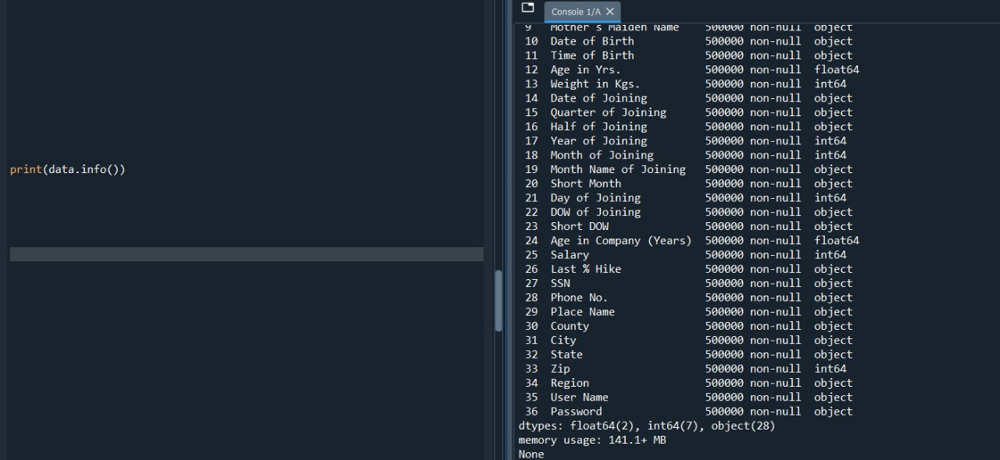 print(data.info())
Console 1/A
9 Mother's Maiden Name 500000 non-null object
10 Date of Birth 500000 non-null object
11 Time of Birth 500000 non-null object
12 Age in Yrs. 500000 non-null float64
13 Weight in Kgs. 500000 non-null int64
14 Date of Joining 500000 non-null object
15 Quarter of Joining 500000 non-null object
16 Half of Joining 500000 non-null object
17 Year of Joining 500000 non-null int64
18 Month of Joining 500000 non-null int64
19 Month Name of Joining 500000 non-null object
20 Short Month 500000 non-null object
21 Day of Joining 500000 non-null int64
22 DOW of Joining 500000 non-null object
23 Short DOW 500000 non-null object
24 Age in Company (Years) 500000 non-null float64
25 Salary 500000 non-null int64
26 Last % Hike 500000 non-null object
27 SSN 500000 non-null object
28 Phone No. 500000 non-null object
29 Place Name 500000 non-null object
30 County 500000 non-null object
31 City 500000 non-null object
32 State 500000 non-null object
33 Zip 500000 non-null int64
34 Region 500000 non-null object
35 User Name 500000 non-null object
36 Password 500000 non-null object
dtypes: float64(2), int64(7), object(28)
memory usage: 141.1+ MB
None